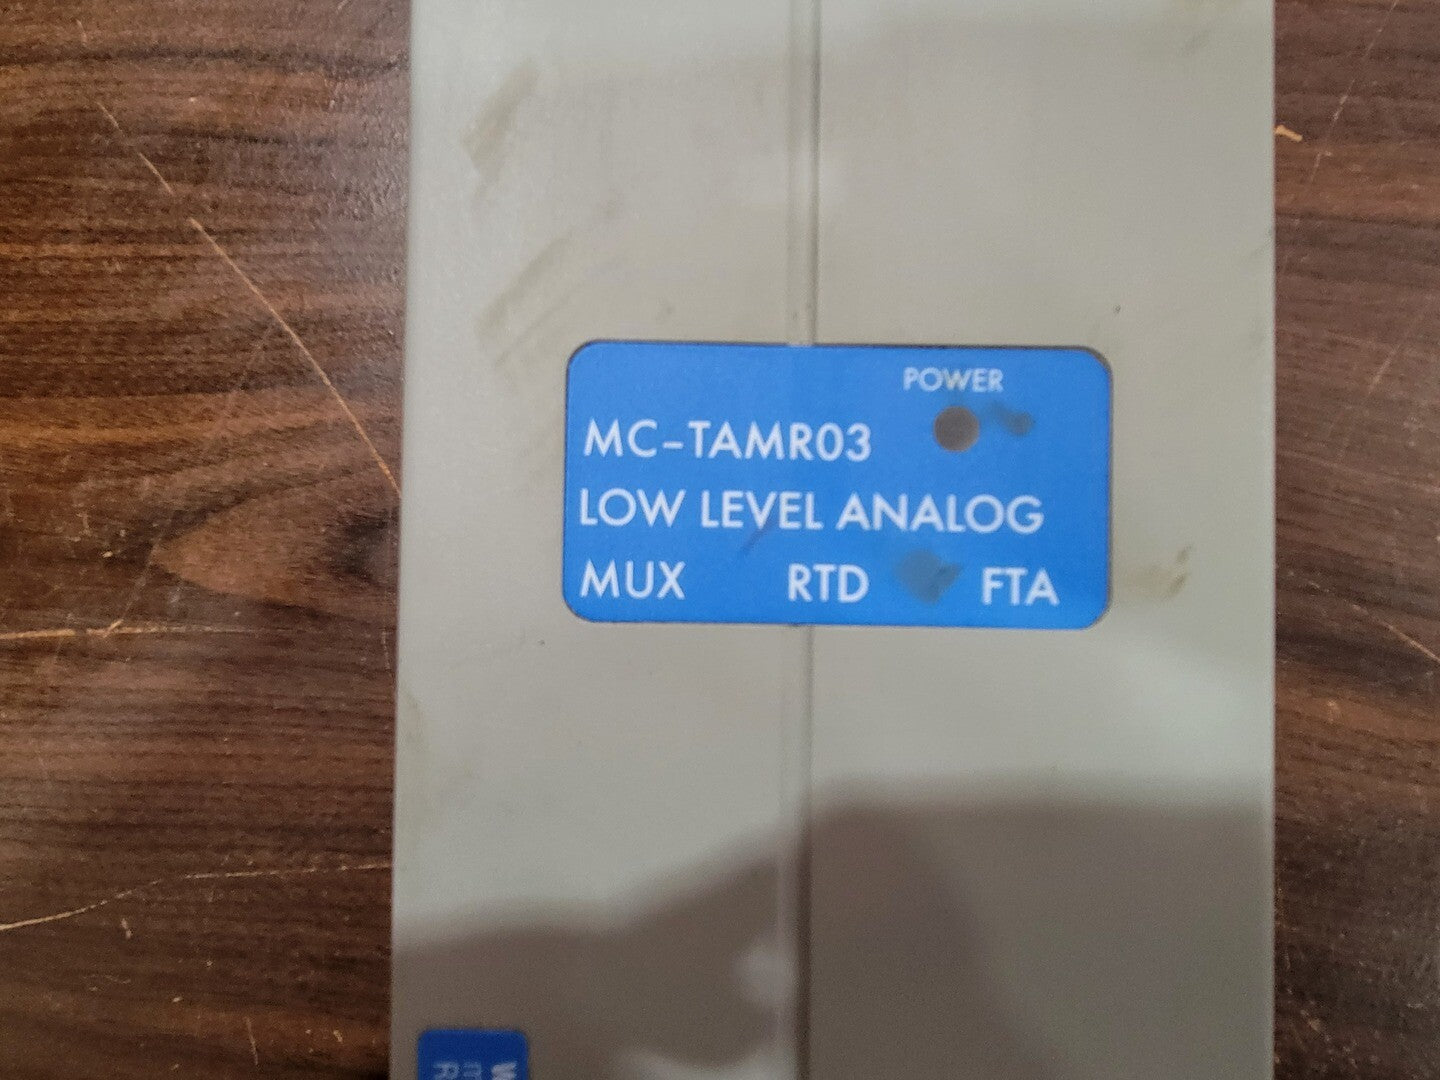 POWER
MC-TAMR03
LOW LEVEL ANALOG
MUX RTD FTA